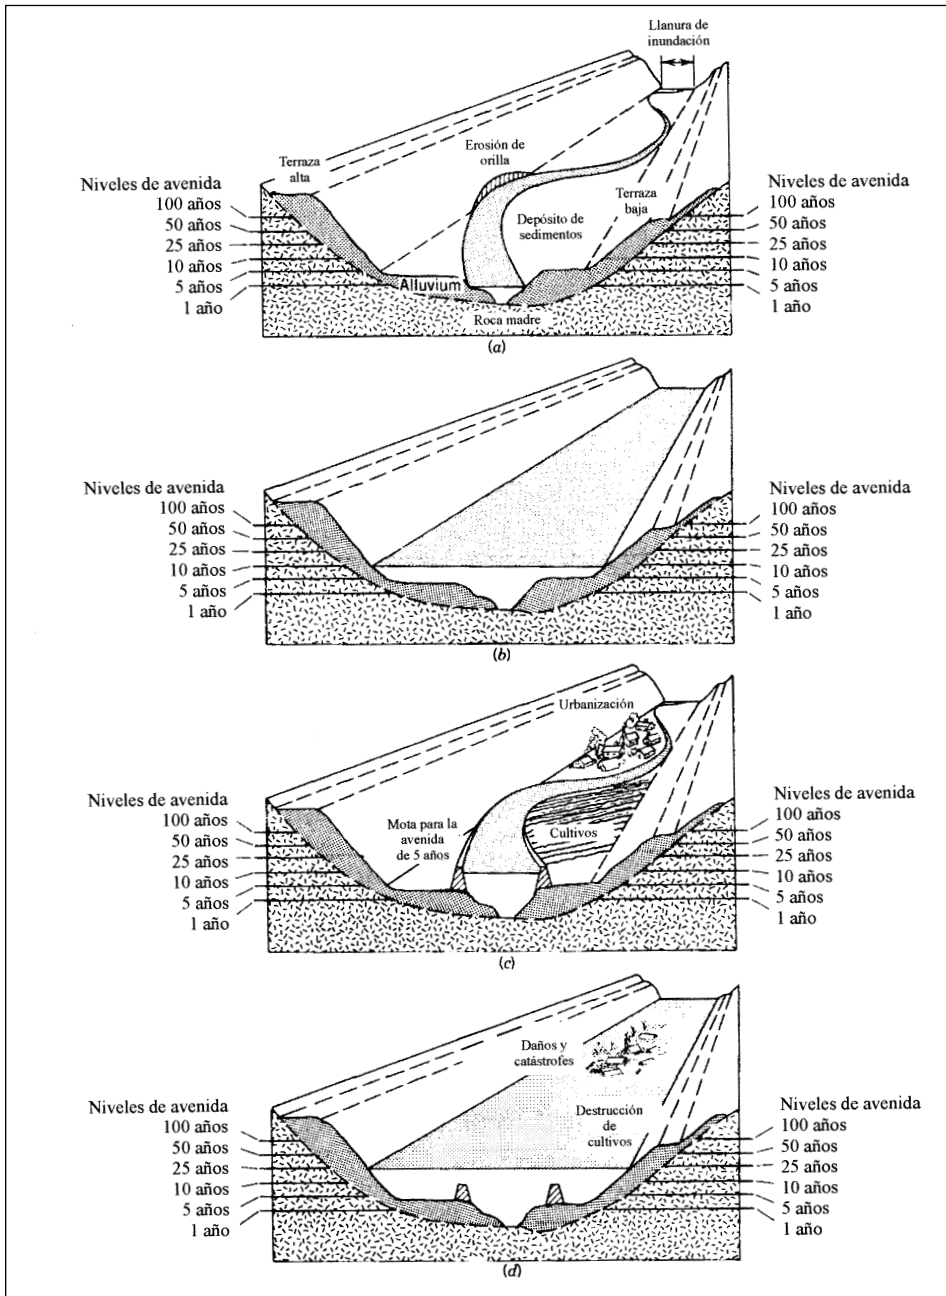 Llanura de
inundación
Erosión de
orilla
Terraza
alta
Niveles de avenida
100 años
50 años
25 años
10 años
5 años
1 año
Terraza
baja
Depósito de
sedimentos
Alluvium
Roca madre
Niveles de avenida
100 años
50 años
25 años
10 años
5 años
1 año
(a)
Niveles de avenida
100 años
50 años
25 años
10 años
5 años
1 año
Niveles de avenida
100 años
50 años
25 años
10 años
5 años
1 año
(b)
Urbanización
Niveles de avenida
100 años
50 años
25 años
10 años
5 años
1 año
Mota para la
avenida
de 5 años
Cultivos
Niveles de avenida
100 años
50 años
25 años
10 años
5 años
1 año
(c)
Daños y
catástrofes
Destrucción
de
cultivos
Niveles de avenida
100 años
50 años
25 años
10 años
5 años
1 año
Niveles de avenida
100 años
50 años
25 años
10 años
5 años
1 año
(d)